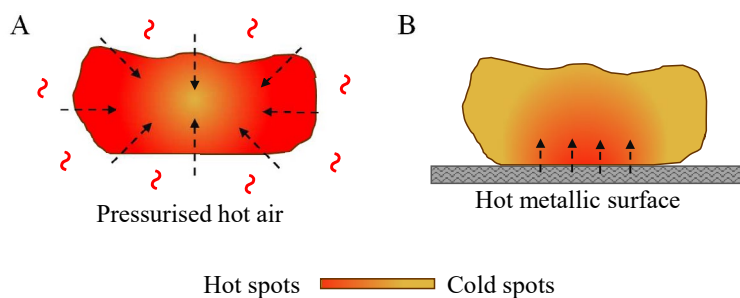 A
B
Pressurised hot air
Hot metallic surface
Hot spots
Cold spots